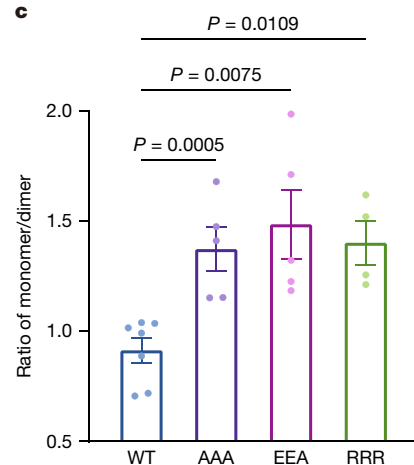 c
P = 0.0109
P = 0.0075
P = 0.0005
2.0
1.5
1.0
0.5
Ratio of monomer/dimer
WT AAA EEA RRR